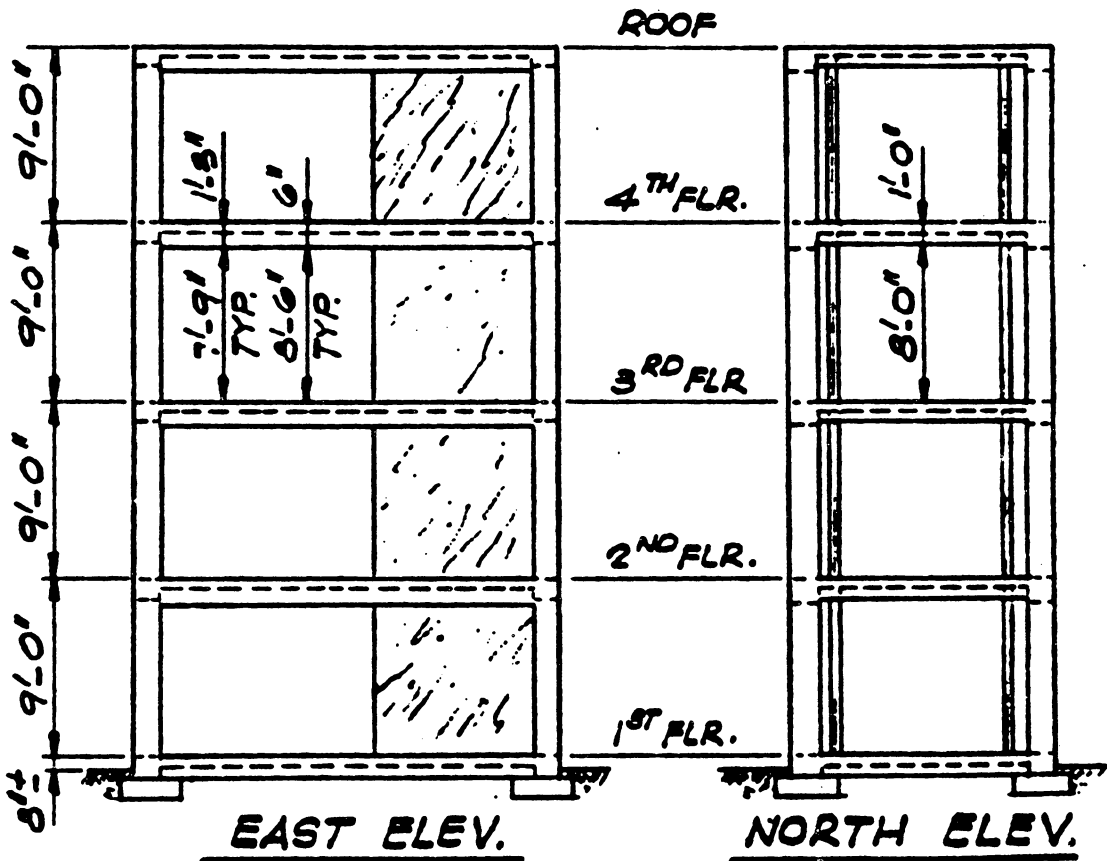 ROOF
9'-0"
1'-3"
6"
4TH FLR.
1'-0"
9'-0"
7'-9"
TYP.
8'-6"
TYP.
3RD FLR
8'-0"
9'-0"
2ND FLR.
9'-0"
1ST FLR.
8"±
EAST ELEV.
NORTH ELEV.